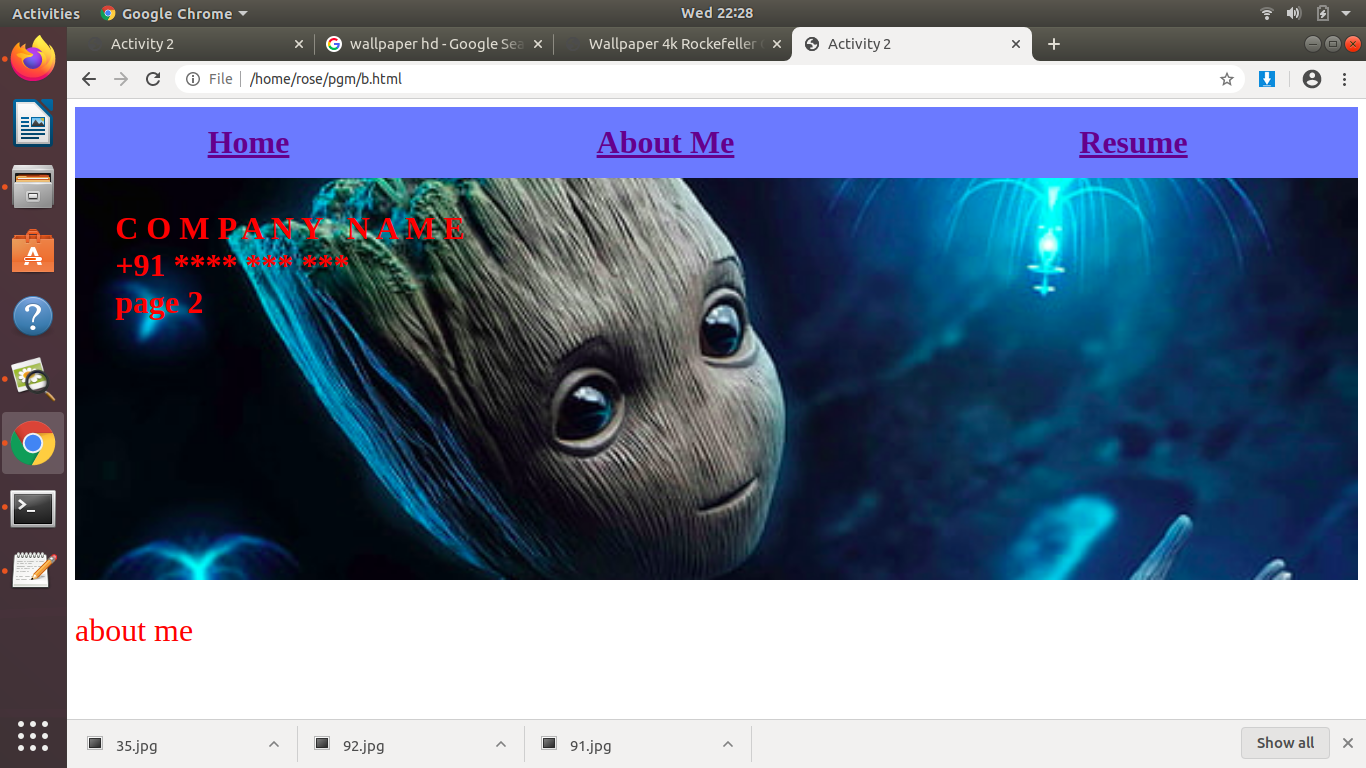 Activities Google Chrome Wed 22:28
Activity 2 wallpaper hd - Google Sea Wallpaper 4k Rockefeller Activity 2
File /home/rose/pgm/b.html
Home About Me Resume
COMPANY NAME
+91 **** *** ***
page 2
about me
35.jpg 92.jpg 91.jpg Show all